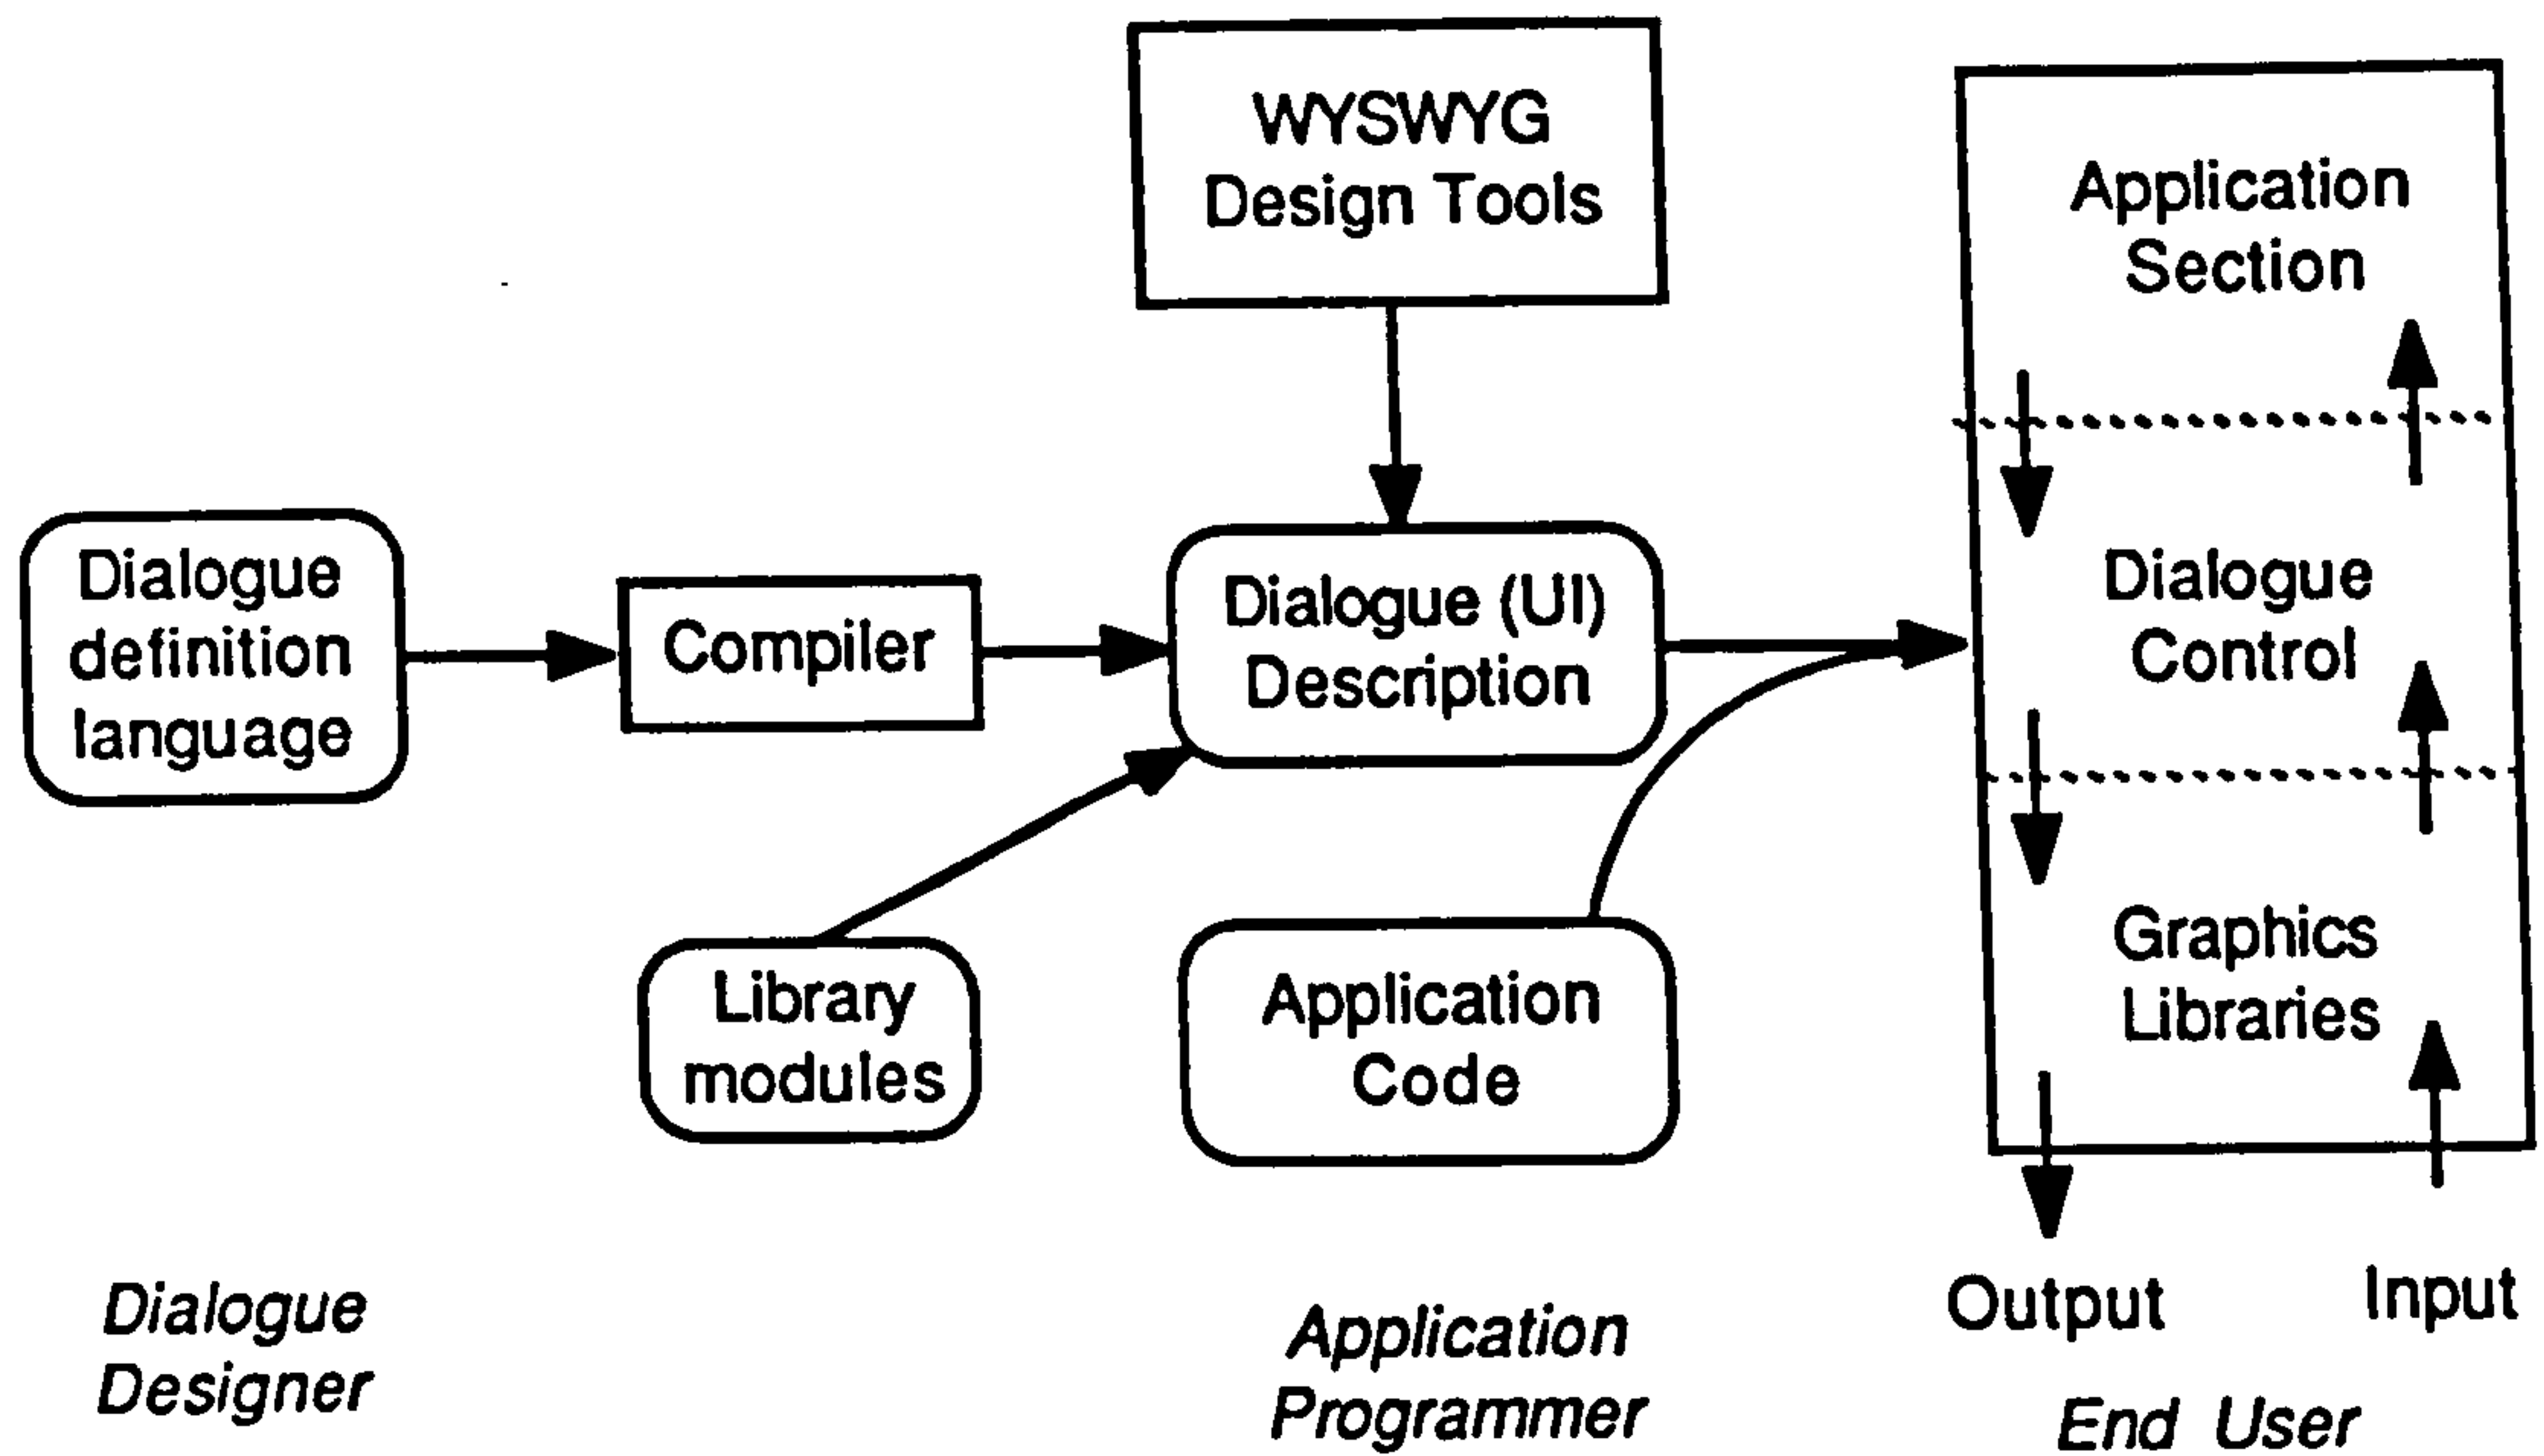 WYSWYG
Design Tools
Application
Section
Dialogue
definition
language
Compiler
Dialogue (UI)
Description
Dialogue
Control
Library
modules
Application
Code
Graphics
Libraries
Output
Input
Dialogue
Designer
Application
Programmer
End User